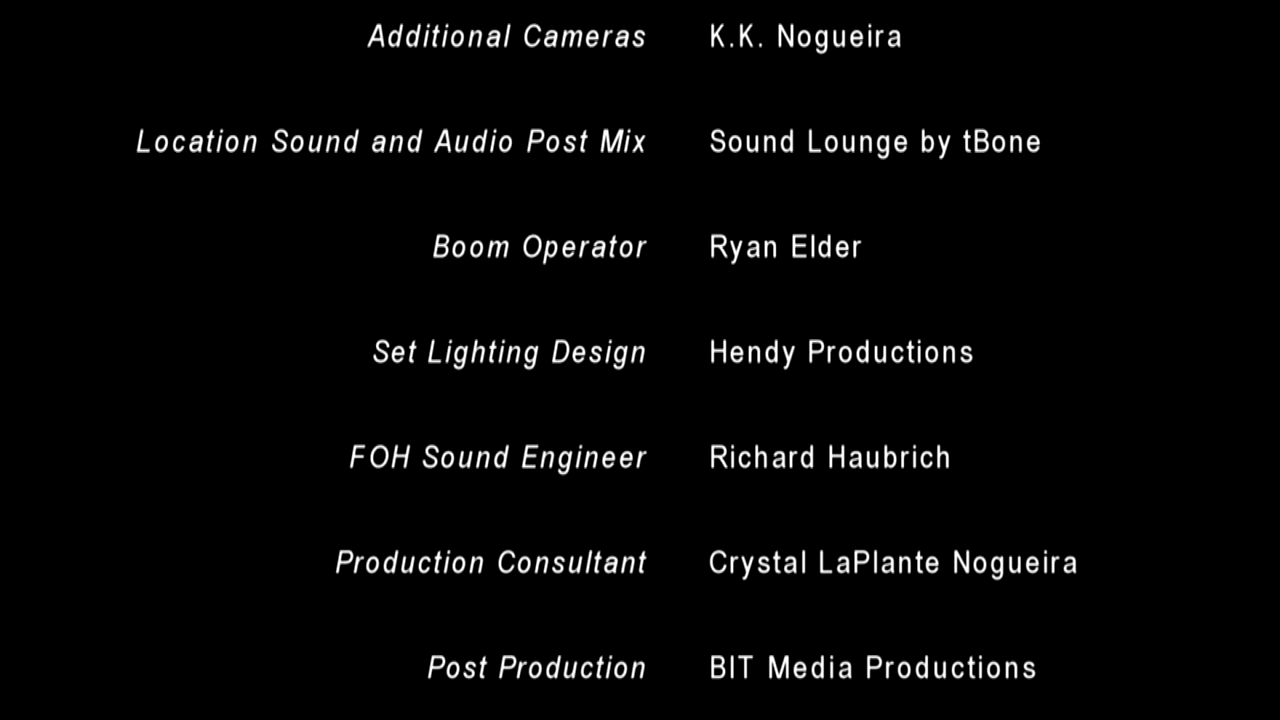 Additional Cameras K.K. Nogueira
Location Sound and Audio Post Mix Sound Lounge by tBone
Boom Operator Ryan Elder
Set Lighting Design Hendy Productions
FOH Sound Engineer Richard Haubrich
Production Consultant Crystal LaPlante Nogueira
Post Production BIT Media Productions